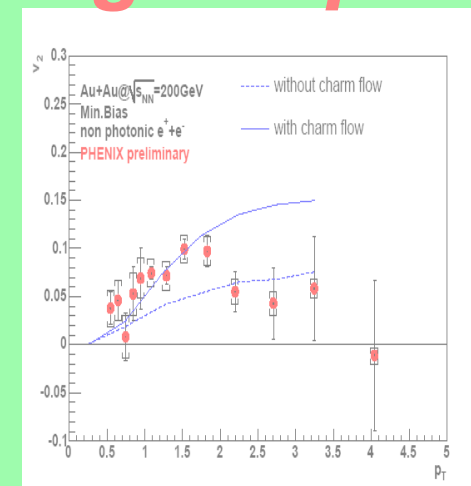 v₂
0.3
0.25
0.2
0.15
0.1
0.05
0
-0.05
-0.1
Au+Au@√s_NN=200GeV
Min.Bias
non photonic e⁺+e⁻
PHENIX preliminary
without charm flow
with charm flow
0 0.5 1 1.5 2 2.5 3 3.5 4 4.5 5
p_T